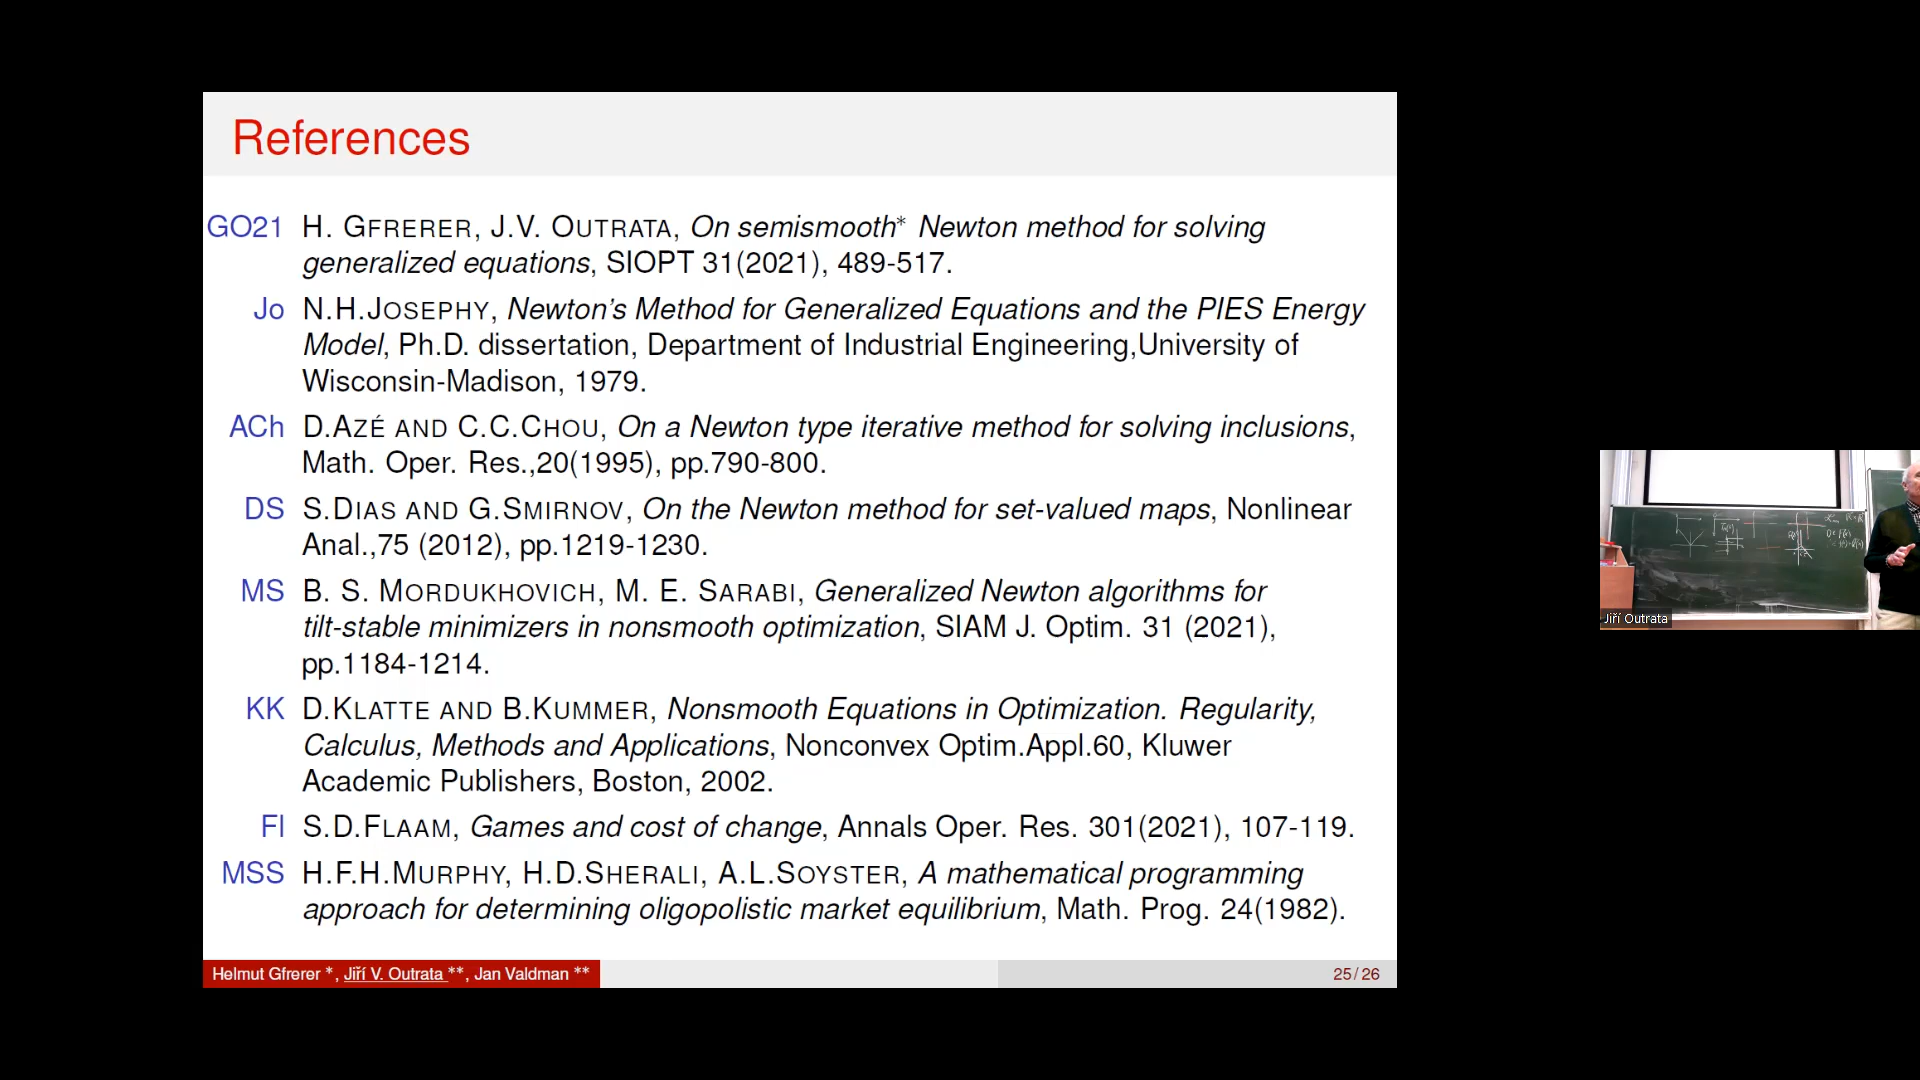 References
GO21 H. GFRERER, J.V. OUTRATA, On semismooth* Newton method for solving
generalized equations, SIOPT 31(2021), 489-517.
Jo N.H.JOSEPHY, Newton's Method for Generalized Equations and the PIES Energy
Model, Ph.D. dissertation, Department of Industrial Engineering,University of
Wisconsin-Madison, 1979.
ACh D.AZÉ AND C.C.CHOU, On a Newton type iterative method for solving inclusions,
Math. Oper. Res.,20(1995), pp.790-800.
DS S.DIAS AND G.SMIRNOV, On the Newton method for set-valued maps, Nonlinear
Anal.,75 (2012), pp.1219-1230.
MS B. S. MORDUKHOVICH, M. E. SARABI, Generalized Newton algorithms for
tilt-stable minimizers in nonsmooth optimization, SIAM J. Optim. 31 (2021),
pp.1184-1214.
KK D.KLATTE AND B.KUMMER, Nonsmooth Equations in Optimization. Regularity,
Calculus, Methods and Applications, Nonconvex Optim.Appl.60, Kluwer
Academic Publishers, Boston, 2002.
Fl S.D.FLAAM, Games and cost of change, Annals Oper. Res. 301(2021), 107-119.
MSS H.F.H.MURPHY, H.D.SHERALI, A.L.SOYSTER, A mathematical programming
approach for determining oligopolistic market equilibrium, Math. Prog. 24(1982).
Helmut Gfrerer *, Jiří V. Outrata **, Jan Valdman **
25/26
Jiří Outrata